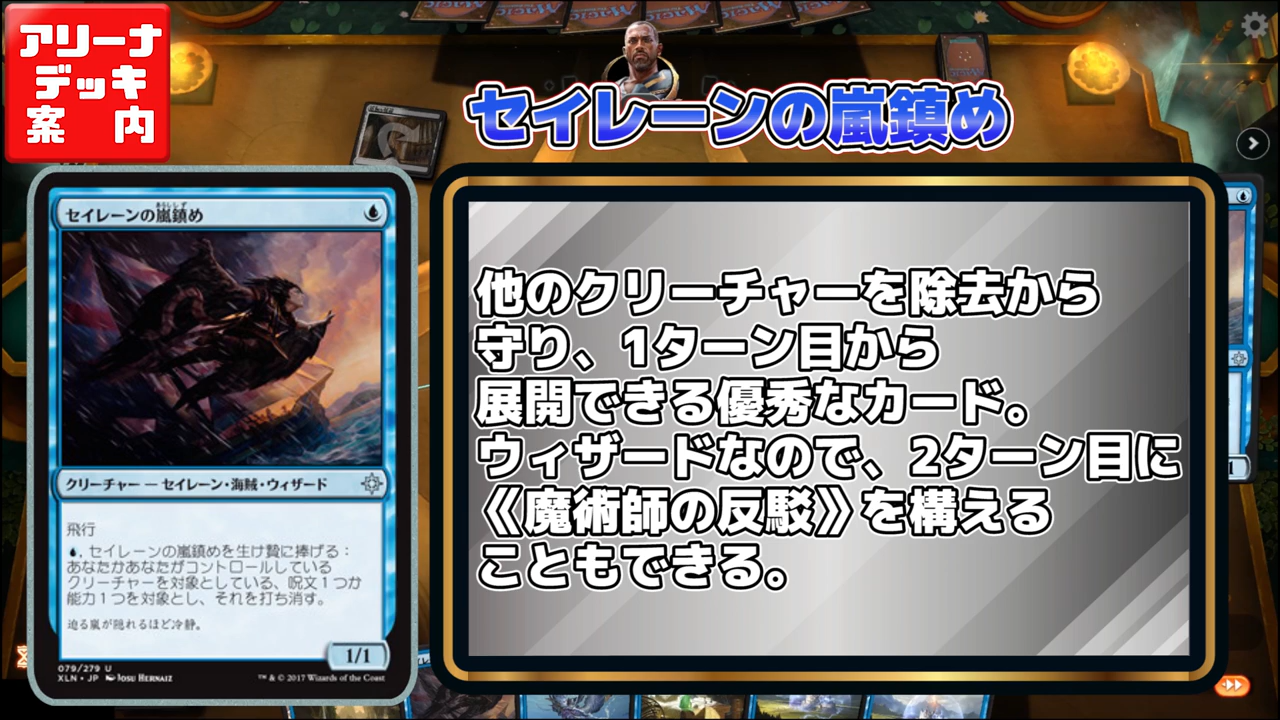 アリーナ
デッキ
案内
セイレーンの嵐鎮め
セイレーンの嵐鎮め
あらししず
クリーチャー — セイレーン・海賊・ウィザード
飛行
, セイレーンの嵐鎮めを生け贄に捧げる：
あなたかあなたがコントロールしている
クリーチャーを対象としている、呪文１つか
能力１つを対象とし、それを打ち消す。
迫る嵐が隠れるほど冷静。
1/1
079/279 U
XLN • JP Josu Hernaiz
™ & © 2017 Wizards of the Coast
他のクリーチャーを除去から
守り、1ターン目から
展開できる優秀なカード。
ウィザードなので、2ターン目に
《魔術師の反駁》を構える
こともできる。